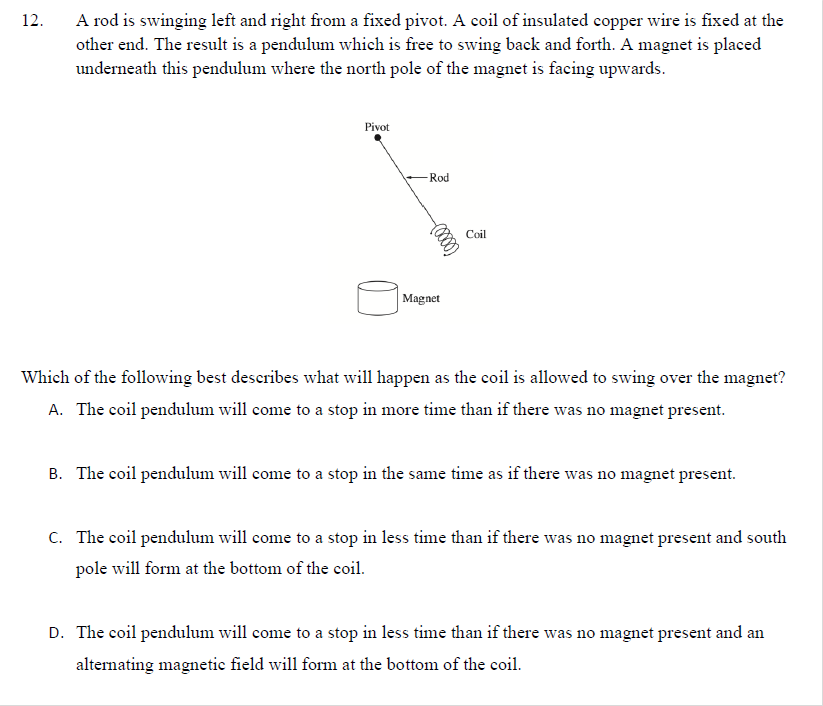 12. A rod is swinging left and right from a fixed pivot. A coil of insulated copper wire is fixed at the
other end. The result is a pendulum which is free to swing back and forth. A magnet is placed
underneath this pendulum where the north pole of the magnet is facing upwards.
Pivot
Rod
Coil
Magnet
Which of the following best describes what will happen as the coil is allowed to swing over the magnet?
A. The coil pendulum will come to a stop in more time than if there was no magnet present.
B. The coil pendulum will come to a stop in the same time as if there was no magnet present.
C. The coil pendulum will come to a stop in less time than if there was no magnet present and south
pole will form at the bottom of the coil.
D. The coil pendulum will come to a stop in less time than if there was no magnet present and an
alternating magnetic field will form at the bottom of the coil.